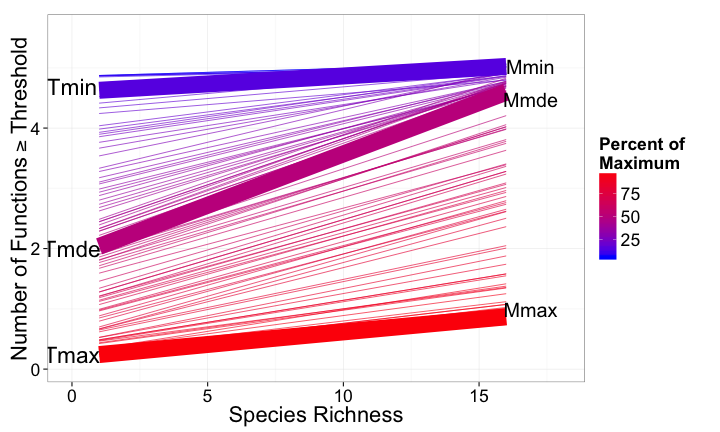 Number of Functions ≥ Threshold
4
2
0
Tmin
Tmde
Tmax
Mmin
Mmde
Mmax
0 5 10 15
Species Richness
Percent of
Maximum
75
50
25